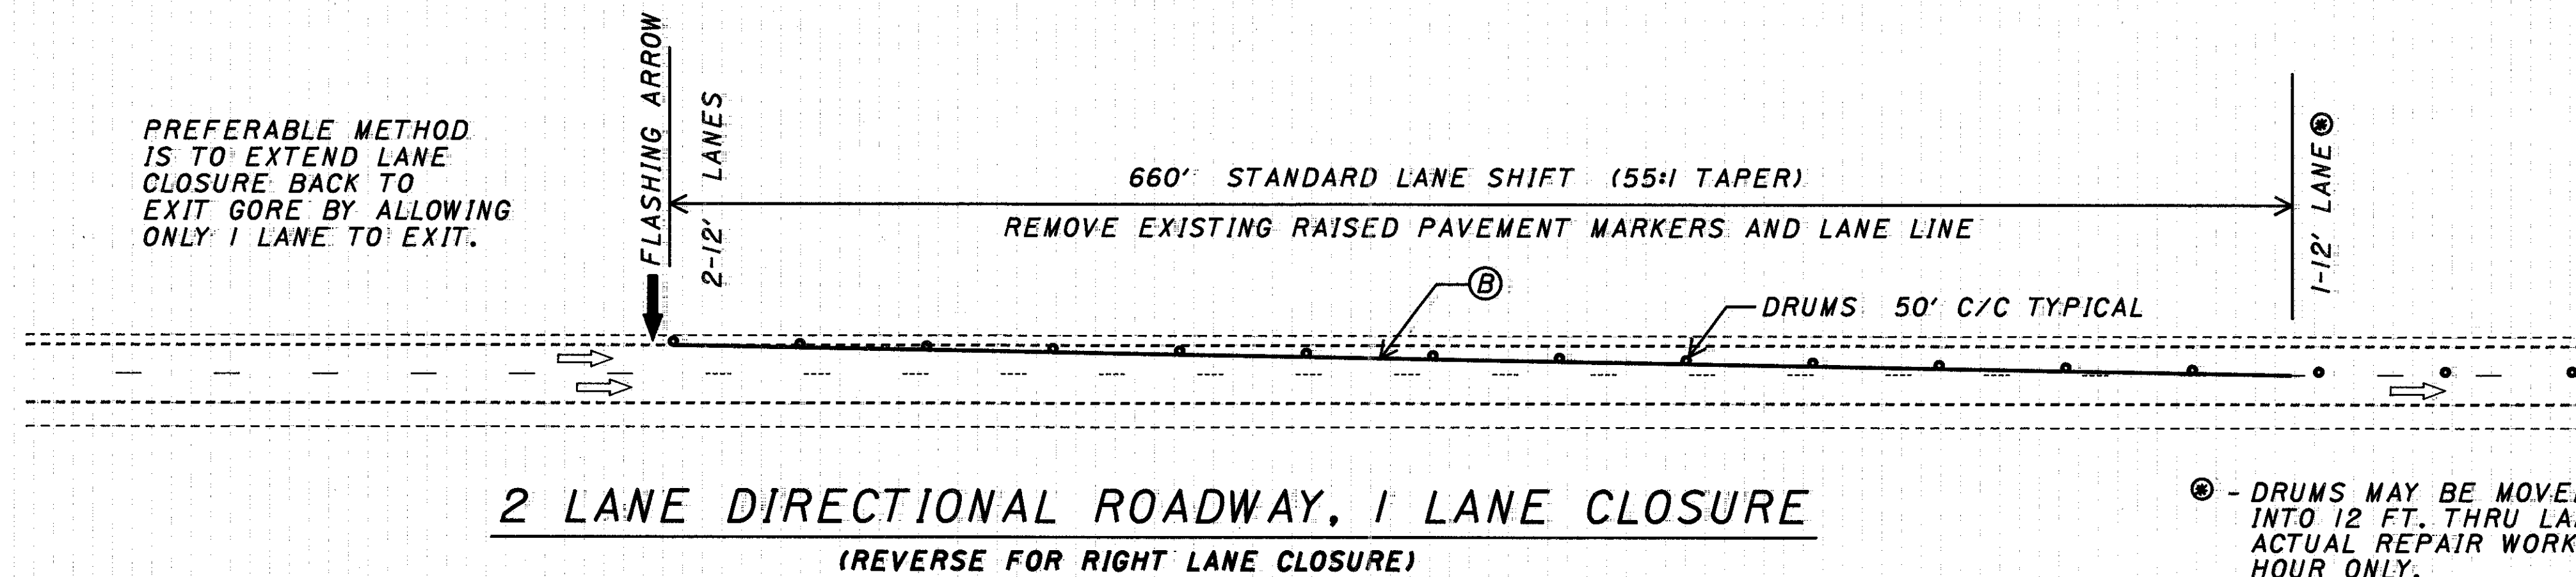 PREFERABLE METHOD
IS TO EXTEND LANE
CLOSURE BACK TO
EXIT GORE BY ALLOWING
ONLY 1 LANE TO EXIT.
FLASHING ARROW
2-12' LANES
660' STANDARD LANE SHIFT (55:1 TAPER)
REMOVE EXISTING RAISED PAVEMENT MARKERS AND LANE LINE
1-12' LANE ⊛
B
DRUMS 50' C/C TYPICAL
2 LANE DIRECTIONAL ROADWAY, 1 LANE CLOSURE
(REVERSE FOR RIGHT LANE CLOSURE)
⊛ - DRUMS MAY BE
INTO 12 FT. THRU
ACTUAL REPAIR WORK
HOUR ONLY.